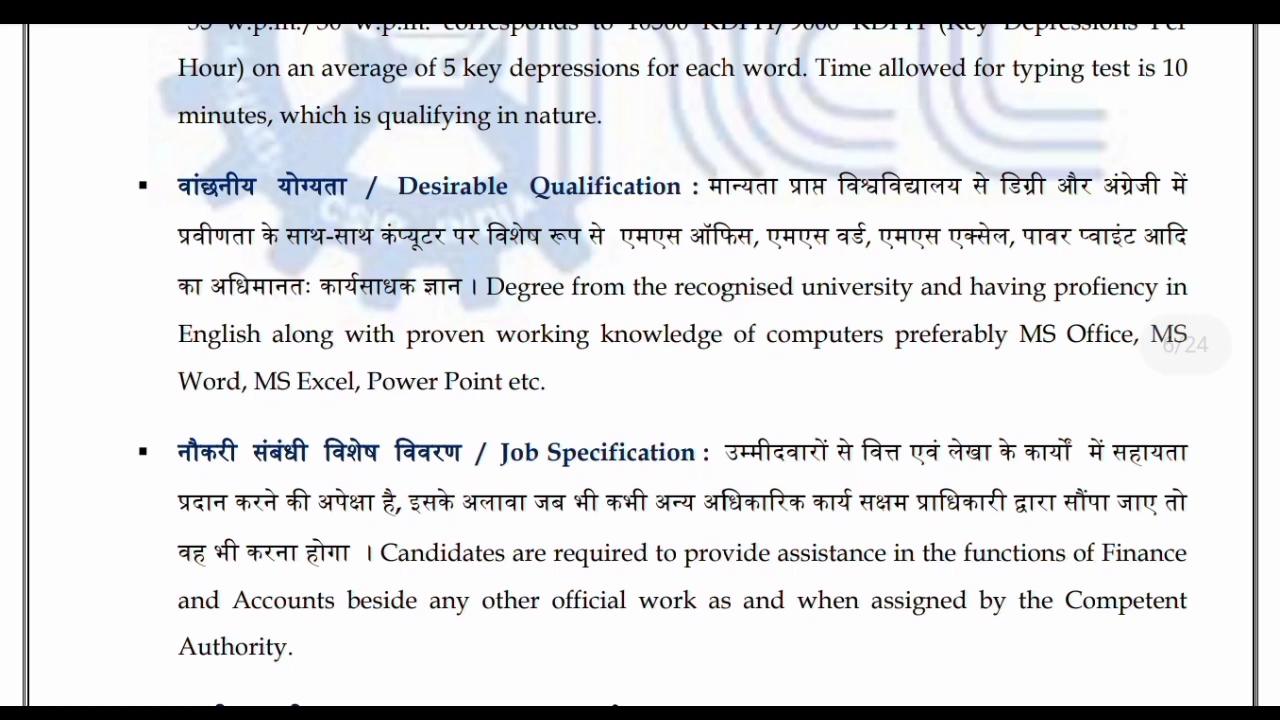 Hour) on an average of 5 key depressions for each word. Time allowed for typing test is 10
minutes, which is qualifying in nature.
▪ वांछनीय योग्यता / Desirable Qualification : मान्यता प्राप्त विश्वविद्यालय से डिग्री और अंग्रेजी में
प्रवीणता के साथ-साथ कंप्यूटर पर विशेष रूप से एमएस ऑफिस, एमएस वर्ड, एमएस एक्सेल, पावर प्वाइंट आदि
का अधिमानतः कार्यसाधक ज्ञान । Degree from the recognised university and having profiency in
English along with proven working knowledge of computers preferably MS Office, MS
6/24
Word, MS Excel, Power Point etc.
▪ नौकरी संबंधी विशेष विवरण / Job Specification : उम्मीदवारों से वित्त एवं लेखा के कार्यों में सहायता
प्रदान करने की अपेक्षा है, इसके अलावा जब भी कभी अन्य अधिकारिक कार्य सक्षम प्राधिकारी द्वारा सौंपा जाए तो
वह भी करना होगा । Candidates are required to provide assistance in the functions of Finance
and Accounts beside any other official work as and when assigned by the Competent
Authority.